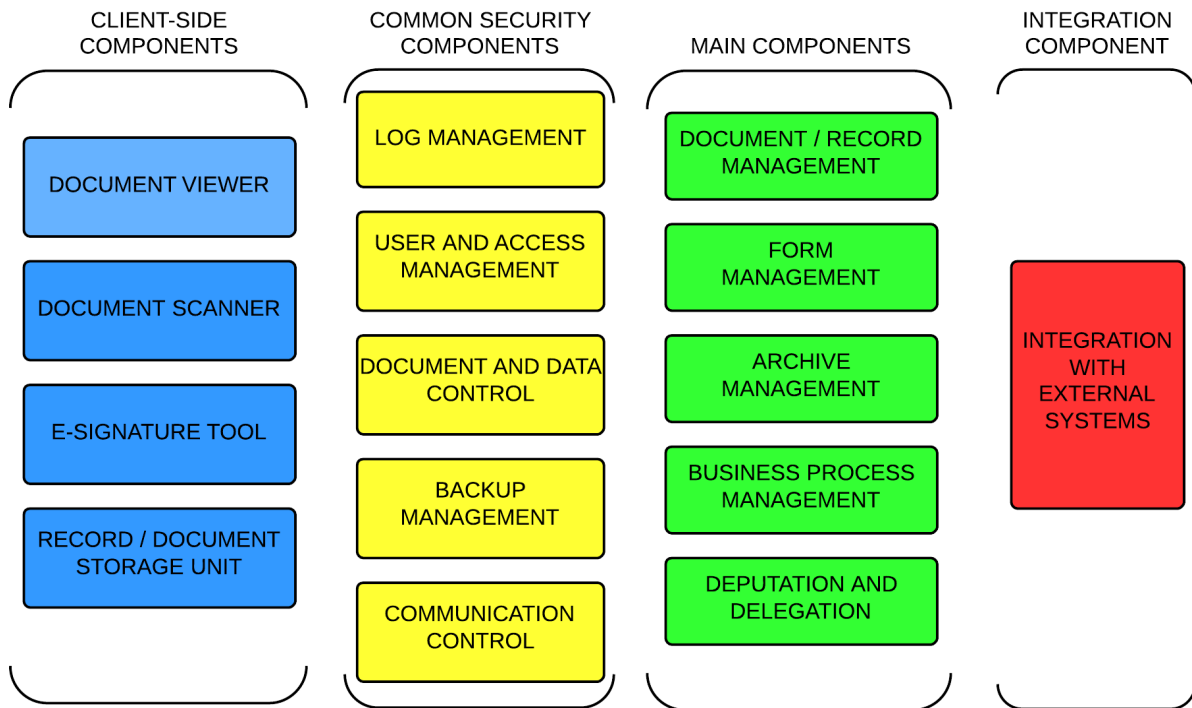 CLIENT-SIDE
COMPONENTS
DOCUMENT VIEWER
DOCUMENT SCANNER
E-SIGNATURE TOOL
RECORD / DOCUMENT
STORAGE UNIT
COMMON SECURITY
COMPONENTS
LOG MANAGEMENT
USER AND ACCESS
MANAGEMENT
DOCUMENT AND DATA
CONTROL
BACKUP
MANAGEMENT
COMMUNICATION
CONTROL
MAIN COMPONENTS
DOCUMENT / RECORD
MANAGEMENT
FORM
MANAGEMENT
ARCHIVE
MANAGEMENT
BUSINESS PROCESS
MANAGEMENT
DEPUTATION AND
DELEGATION
INTEGRATION
COMPONENT
INTEGRATION
WITH
EXTERNAL
SYSTEMS